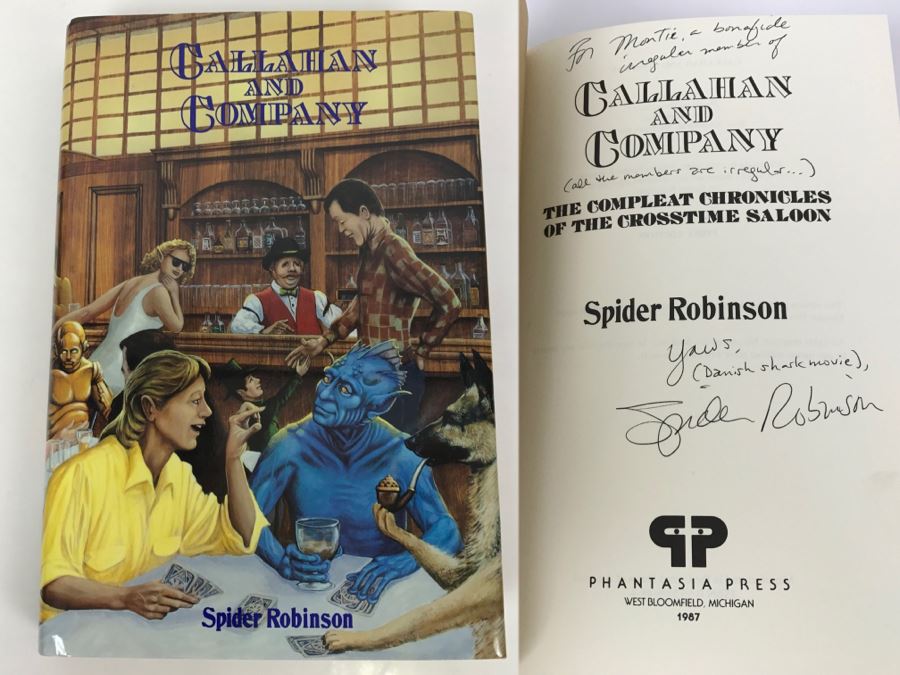 CALLAHAN
AND
COMPANY
Spider Robinson
For Montie, a bonafide
irregular member of
CALLAHAN
AND
COMPANY
(all the members are irregular...)
THE COMPLEAT CHRONICLES
OF THE CROSSTIME SALOON
Spider Robinson
Yaws,
(Danish shark movie),
Spider Robinson
PHANTASIA PRESS
WEST BLOOMFIELD, MICHIGAN
1987